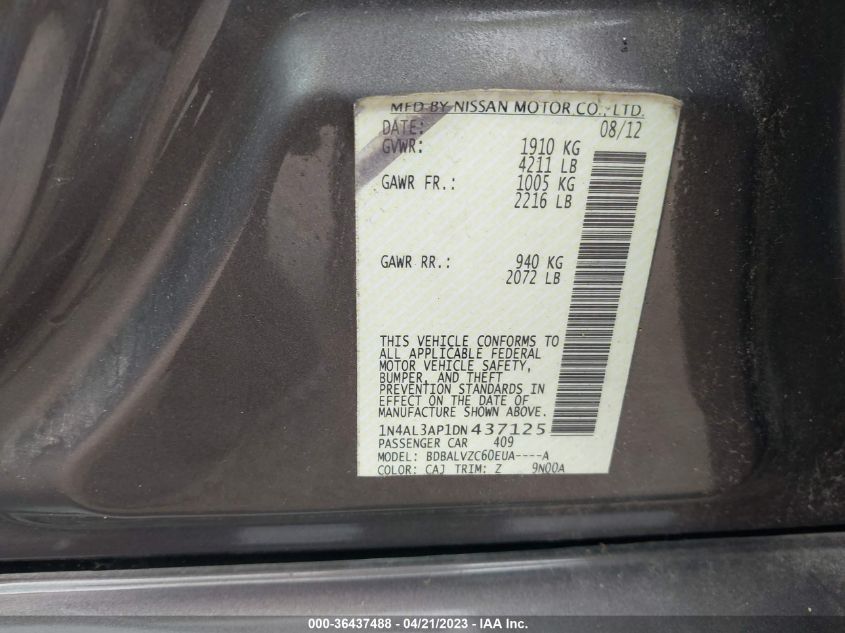 MFD BY NISSAN MOTOR CO., LTD.
DATE: 08/12
GVWR: 1910 KG
4211 LB
GAWR FR.: 1005 KG
2216 LB
GAWR RR.: 940 KG
2072 LB
THIS VEHICLE CONFORMS TO
ALL APPLICABLE FEDERAL
MOTOR VEHICLE SAFETY,
BUMPER, AND THEFT
PREVENTION STANDARDS IN
EFFECT ON THE DATE OF
MANUFACTURE SHOWN ABOVE.
1N4AL3AP1DN437125
PASSENGER CAR 409
MODEL: BDBALVZC60EUA----A
COLOR: CAJ TRIM: Z 9N00A
000-36437488 - 04/21/2023 - IAA Inc.